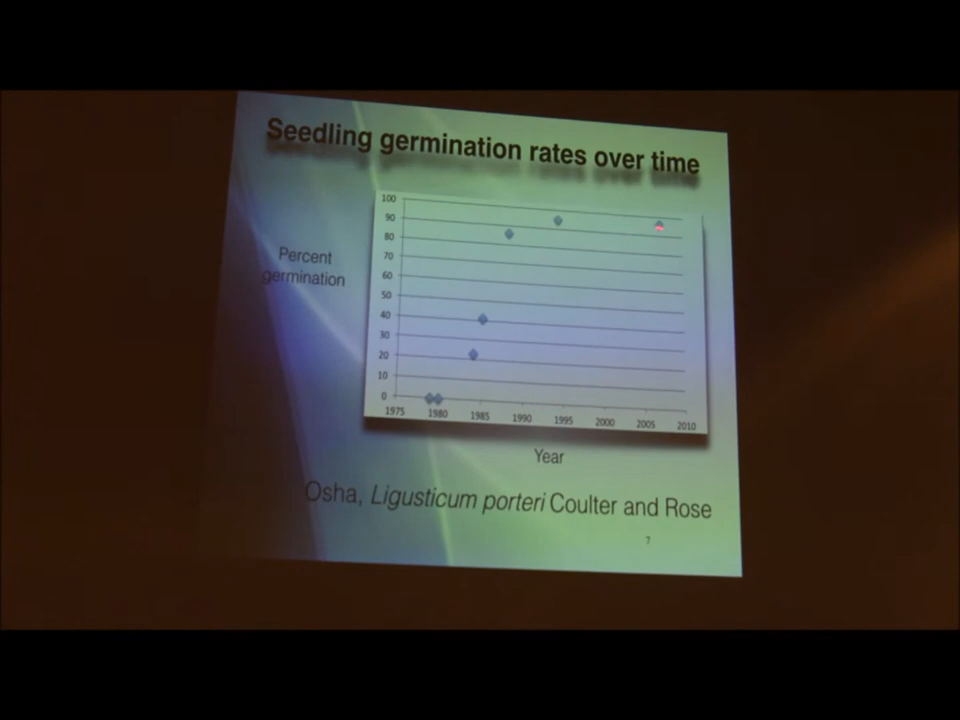 Seedling germination rates over time
100
90
80
70
60
50
40
30
20
10
0
Percent
germination
1975 1980 1985 1990 1995 2000 2005 2010
Year
Osha, Ligusticum porteri Coulter and Rose
7